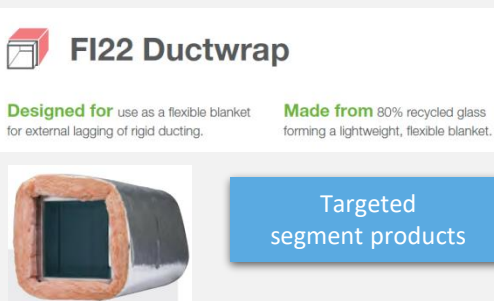 FI22 Ductwrap
Designed for use as a flexible blanket
for external lagging of rigid ducting.
Made from 80% recycled glass
forming a lightweight, flexible blanket.
Targeted
segment products